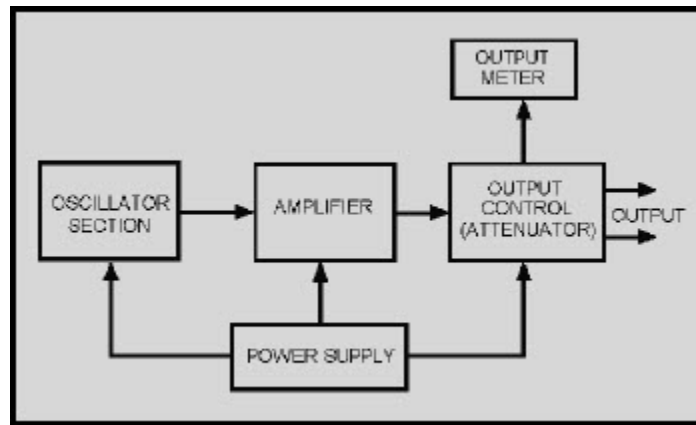 OUTPUT
METER
OSCILLATOR
SECTION
AMPLIFIER
OUTPUT
CONTROL
(ATTENUATOR)
OUTPUT
POWER SUPPLY